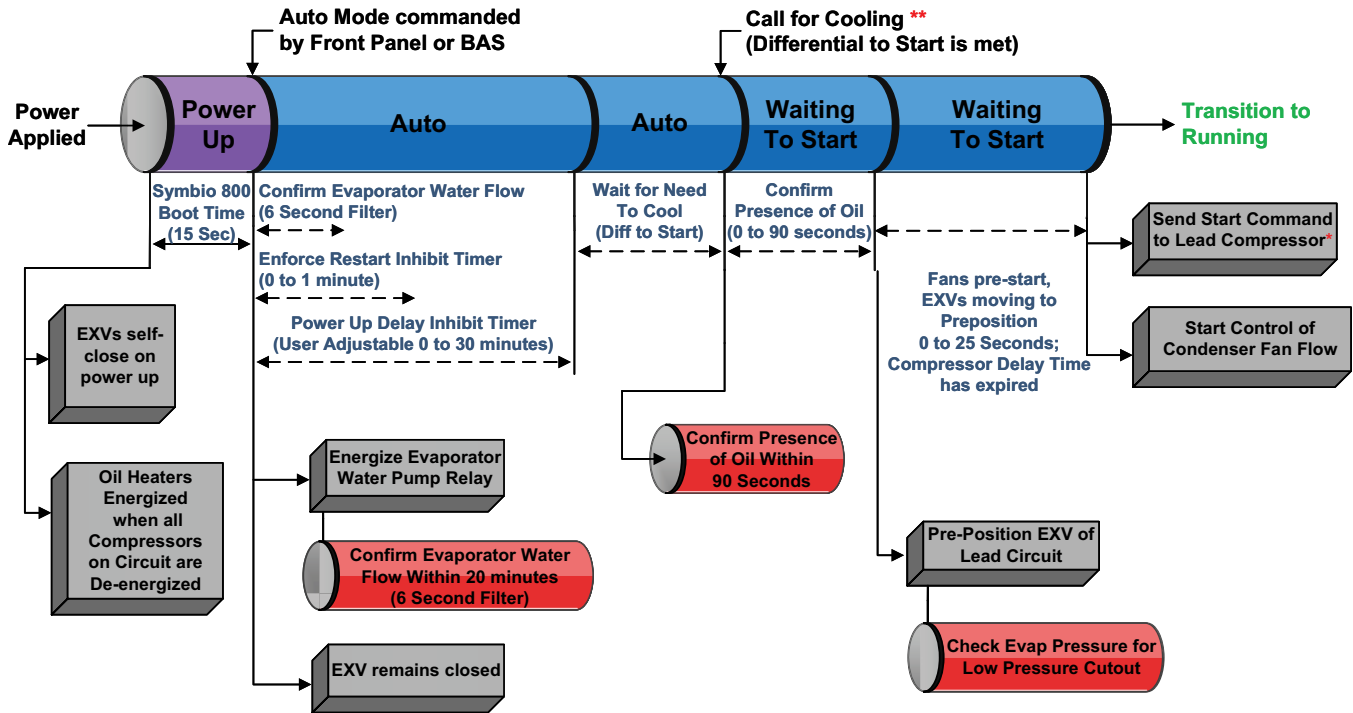 Auto Mode commanded
by Front Panel or BAS
Call for Cooling **
(Differential to Start is met)
Power
Applied
Power
Up
Auto
Auto
Waiting
To Start
Waiting
To Start
Transition to
Running
Symbio 800
Boot Time
(15 Sec)
Confirm Evaporator Water Flow
(6 Second Filter)
Enforce Restart Inhibit Timer
(0 to 1 minute)
Power Up Delay Inhibit Timer
(User Adjustable 0 to 30 minutes)
Wait for Need
To Cool
(Diff to Start)
Confirm
Presence of Oil
(0 to 90 seconds)
Fans pre-start,
EXVs moving to
Preposition
0 to 25 Seconds;
Compressor Delay Time
has expired
Send Start Command
to Lead Compressor*
Start Control of
Condenser Fan Flow
EXVs self-
close on
power up
Oil Heaters
Energized
when all
Compressors
on Circuit are
De-energized
Energize Evaporator
Water Pump Relay
Confirm Evaporator Water
Flow Within 20 minutes
(6 Second Filter)
EXV remains closed
Confirm Presence
of Oil Within
90 Seconds
Pre-Position EXV of
Lead Circuit
Check Evap Pressure for
Low Pressure Cutout